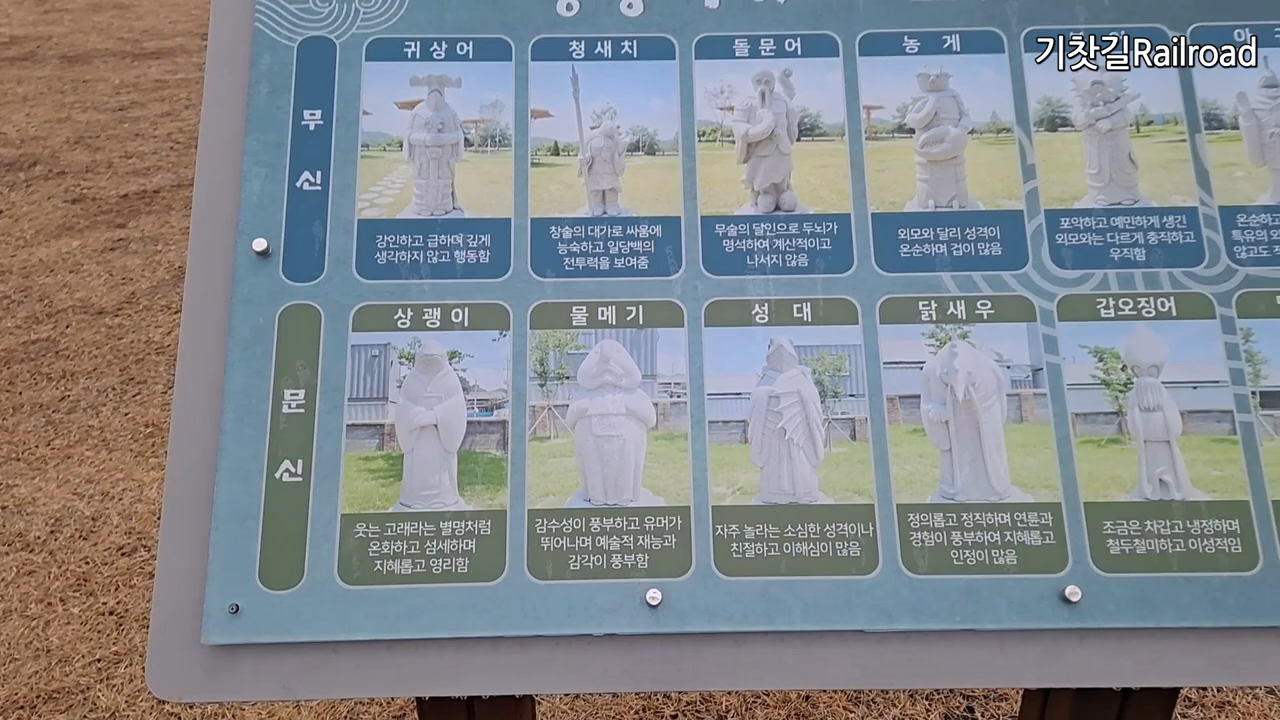 기찻길Railroad
무신
귀상어
강인하고 급하며 깊게
생각하지 않고 행동함
청새치
창술의 대가로 싸움에
능숙하고 일당백의
전투력을 보여줌
돌문어
무술의 달인으로 두뇌가
명석하여 계산적이고
나서지 않음
농게
외모와 달리 성격이
온순하며 겁이 많음
포악하고 예민하게 생긴
외모와는 다르게 충직하고
우직함
온순하고
특유의
않고도
문신
상괭이
웃는 고래라는 별명처럼
온화하고 섬세하며
지혜롭고 영리함
물메기
감수성이 풍부하고 유머가
뛰어나며 예술적 재능과
감각이 풍부함
성대
자주 놀라는 소심한 성격이나
친절하고 이해심이 많음
닭새우
정의롭고 정직하며 연륜과
경험이 풍부하여 지혜롭고
인정이 많음
갑오징어
조금은 차갑고 냉정하며
철두철미하고 이성적임